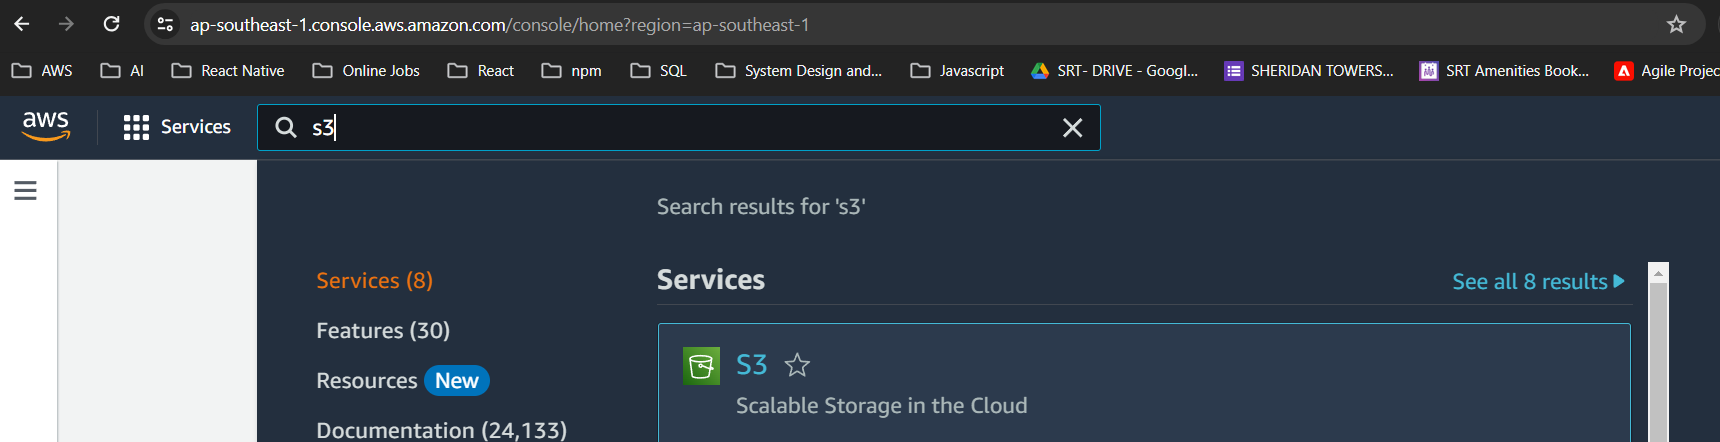 ap-southeast-1.console.aws.amazon.com/console/home?region=ap-southeast-1
AWS AI React Native Online Jobs React npm SQL System Design and... Javascript SRT- DRIVE - Googl... SHERIDAN TOWERS... SRT Amenities Book... Agile Projec
aws Services s3
Search results for 's3'
Services (8)
Features (30)
Resources New
Documentation (24,133)
Services See all 8 results
S3
Scalable Storage in the Cloud